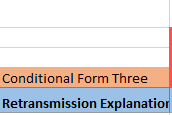 Conditional Form Three
Retransmission Explanation